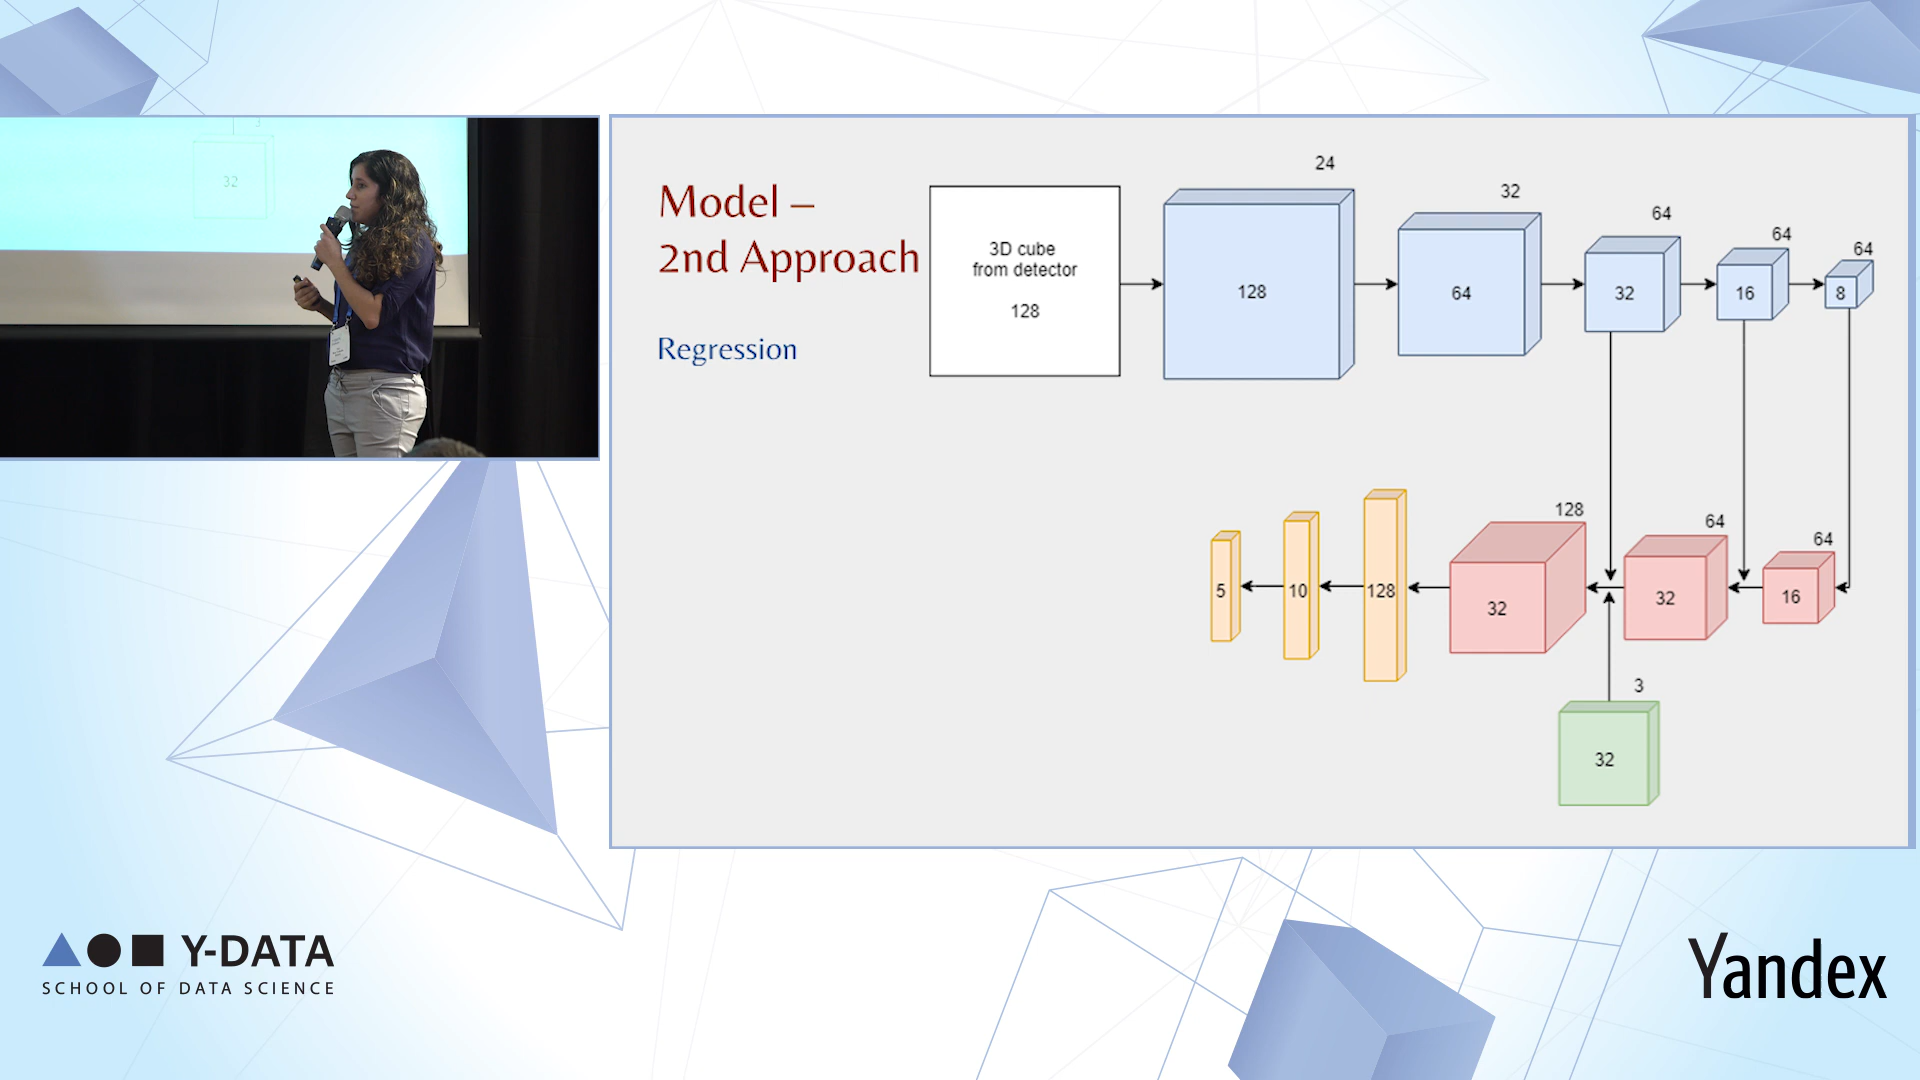 Model –
2nd Approach
Regression
3D cube
from detector
128
24
128
32
64
64
32
64
16
64
8
5
10
128
128
32
64
32
64
16
3
32
32
Y-DATA
SCHOOL OF DATA SCIENCE
Yandex